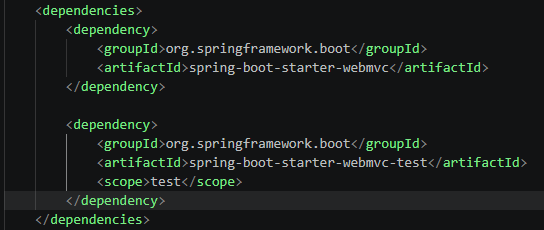 <dependencies>
<dependency>
<groupId>org.springframework.boot</groupId>
<artifactId>spring-boot-starter-webmvc</artifactId>
</dependency>
<dependency>
<groupId>org.springframework.boot</groupId>
<artifactId>spring-boot-starter-webmvc-test</artifactId>
<scope>test</scope>
</dependency>
</dependencies>